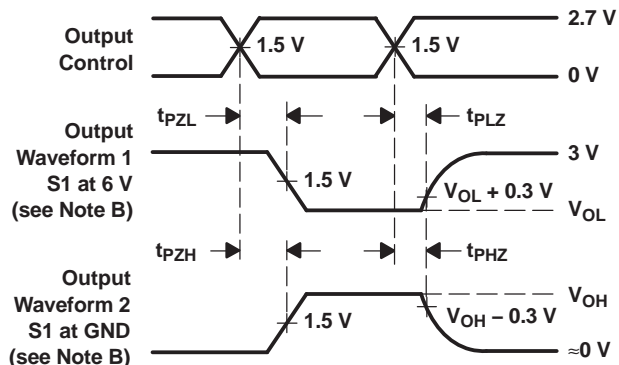 Output
Control
1.5 V
1.5 V
2.7 V
0 V
tPZL
tPLZ
Output
Waveform 1
S1 at 6 V
(see Note B)
1.5 V
3 V
VOL + 0.3 V
VOL
tPZH
tPHZ
Output
Waveform 2
S1 at GND
(see Note B)
1.5 V
VOH
VOH – 0.3 V
≈0 V